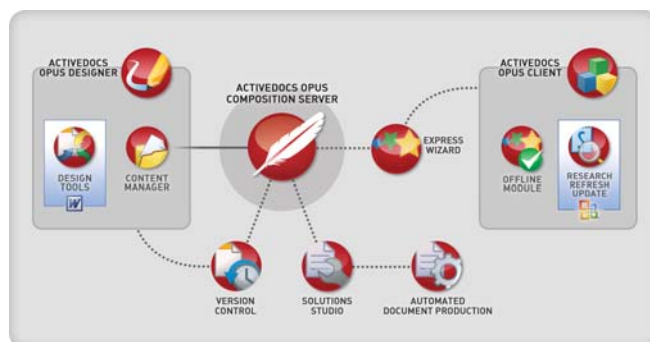 ACTIVEDOCS
OPUS DESIGNER
DESIGN
TOOLS
W
CONTENT
MANAGER
ACTIVEDOCS OPUS
COMPOSITION SERVER
EXPRESS
WIZARD
ACTIVEDOCS
OPUS CLIENT
OFFLINE
MODULE
RESEARCH
REFRESH
UPDATE
VERSION
CONTROL
SOLUTIONS
STUDIO
AUTOMATED
DOCUMENT PRODUCTION